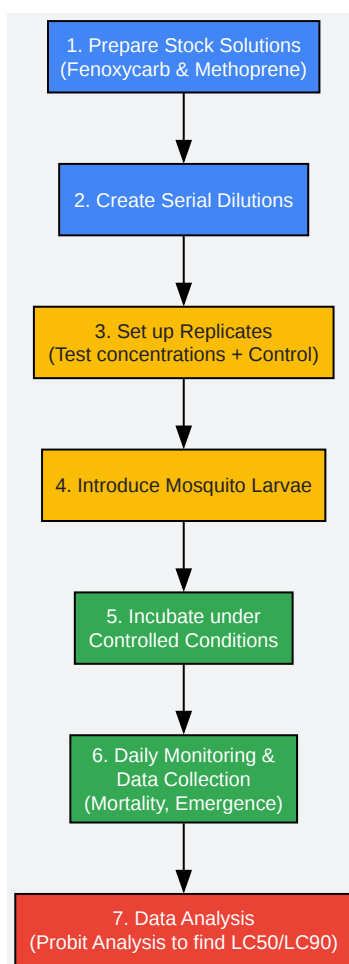 1. Prepare Stock Solutions
(Fenoxycarb & Methoprene)
2. Create Serial Dilutions
3. Set up Replicates
(Test concentrations + Control)
4. Introduce Mosquito Larvae
5. Incubate under
Controlled Conditions
6. Daily Monitoring &
Data Collection
(Mortality, Emergence)
7. Data Analysis
(Probit Analysis to find LC50/LC90)